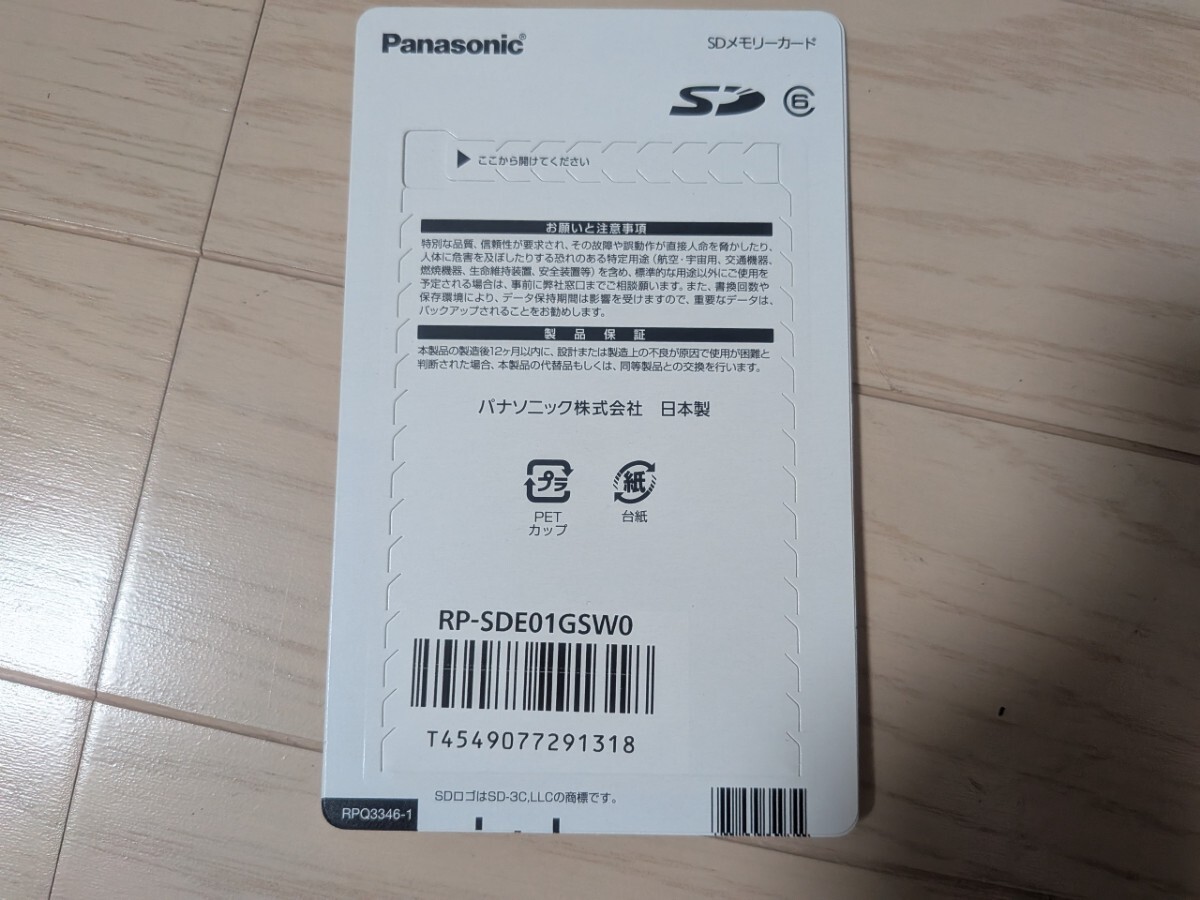 Panasonic®
SDメモリーカード
SD 6
ここから開けてください
お願いと注意事項
特別な品質、信頼性が要求され、その故障や誤動作が直接人命を脅かしたり、
人体に危害を及ぼしたりする恐れのある特定用途（航空・宇宙用、交通機器、
燃焼機器、生命維持装置、安全装置等）を含め、標準的な用途以外にご使用を
予定される場合は、事前に弊社窓口までご相談願います。また、書換回数や
保存環境により、データ保持期間は影響を受けますので、重要なデータは、
バックアップされることをお勧めします。
製品保証
本製品の製造後12ヶ月以内に、設計または製造上の不良が原因で使用が困難と
判断された場合、本製品の代替品もしくは、同等製品との交換を行います。
パナソニック株式会社 日本製
プラ 紙
PET 台紙
カップ
RP-SDE01GSW0
T4549077291318
SDロゴはSD-3C,LLCの商標です。
RPQ3346-1